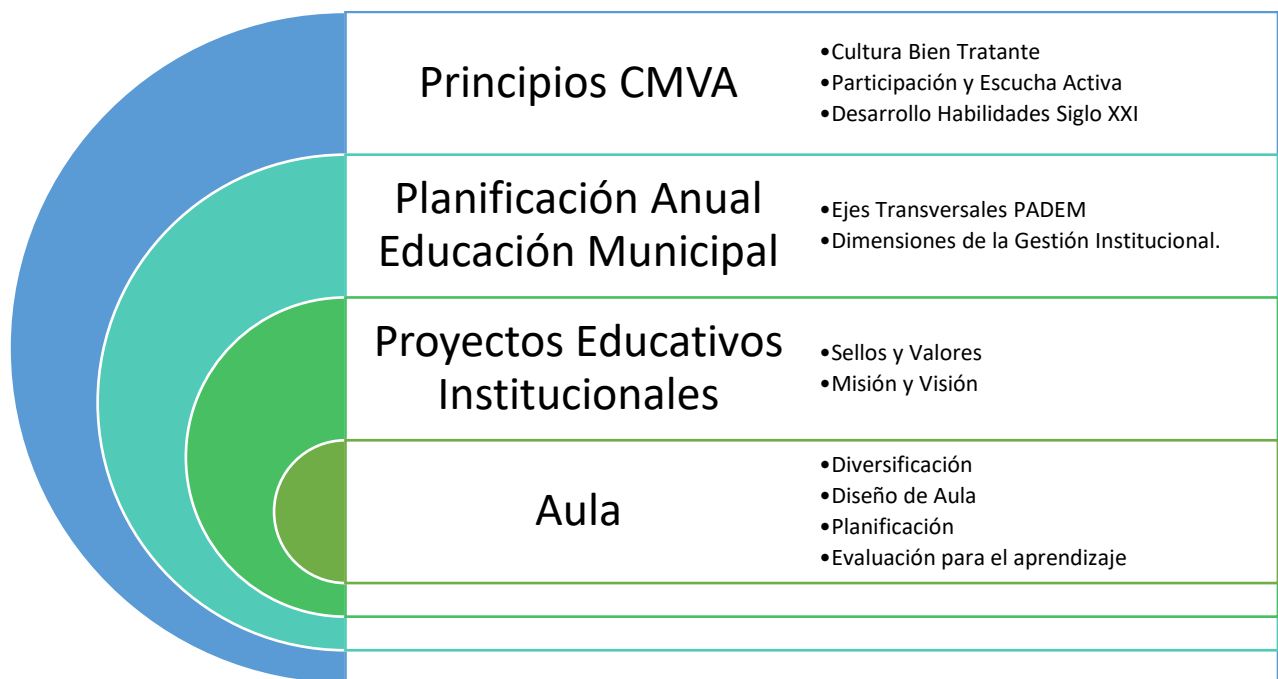 Principios CMVA
•Cultura Bien Tratante
•Participación y Escucha Activa
•Desarrollo Habilidades Siglo XXI
Planificación Anual
Educación Municipal
•Ejes Transversales PADEM
•Dimensiones de la Gestión Institucional.
Proyectos Educativos
Institucionales
•Sellos y Valores
•Misión y Visión
Aula
•Diversificación
•Diseño de Aula
•Planificación
•Evaluación para el aprendizaje